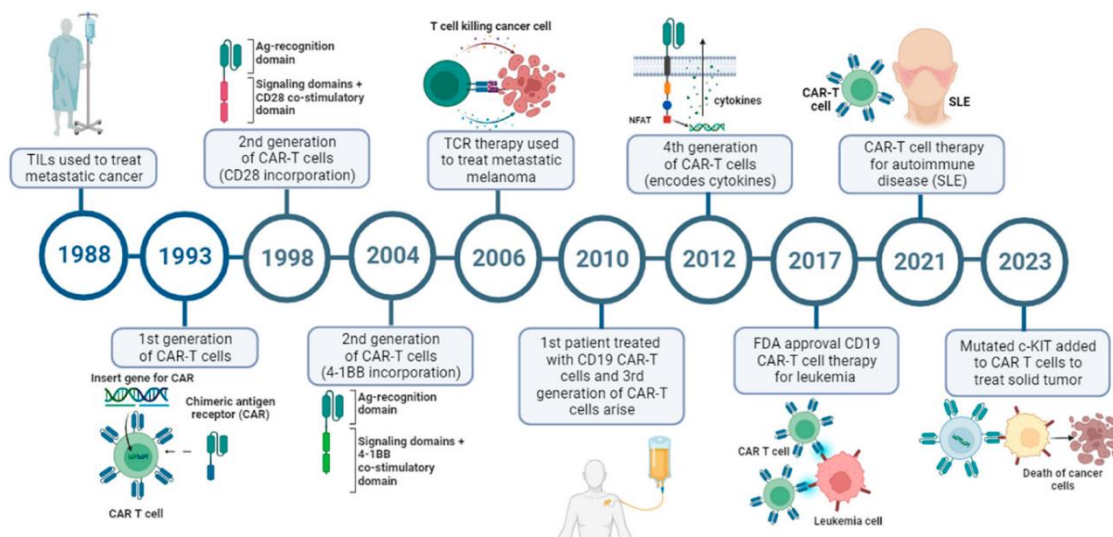 TILs used to treat
metastatic cancer
Ag-recognition
domain
Signaling domains +
CD28 co-stimulatory
domain
2nd generation
of CAR-T cells
(CD28 incorporation)
T cell killing cancer cell
TCR therapy used
to treat metastatic
melanoma
cytokines
NFAT
4th generation
of CAR-T cells
(encodes cytokines)
CAR-T
cell
SLE
CAR-T cell therapy
for autoimmune
disease (SLE)
1988
1993
1998
2004
2006
2010
2012
2017
2021
2023
1st generation
of CAR-T cells
Insert gene for CAR
Chimeric antigen
receptor (CAR)
CAR T cell
2nd generation
of CAR-T cells
(4-1BB incorporation)
Ag-recognition
domain
Signaling domains +
4-1BB
co-stimulatory
domain
1st patient treated
with CD19 CAR-T
cells and 3rd
generation of CAR-T
cells arise
FDA approval CD19
CAR-T cell therapy
for leukemia
CAR T cell
Leukemia cell
Mutated c-KIT added
to CAR T cells to
treat solid tumor
Death of cancer
cells